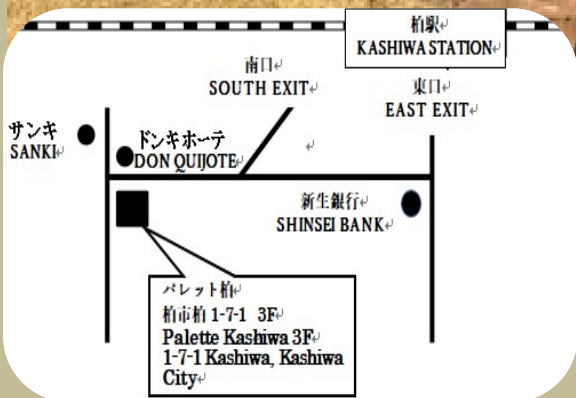 柏駅
KASHIWA STATION
南口
SOUTH EXIT
東口
EAST EXIT
サンキ
SANKI
ドンキホーテ
DON QUIJOTE
新生銀行
SHINSEI BANK
パレット柏
柏市柏 1-7-1 3F
Palette Kashiwa 3F
1-7-1 Kashiwa, Kashiwa
City